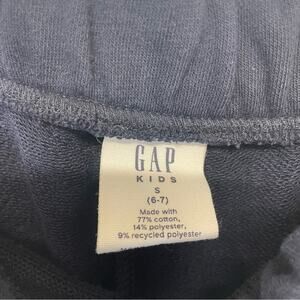 GAP
KIDS
S
(6-7)
Made with
77% cotton,
14% polyester,
9% recycled polyester